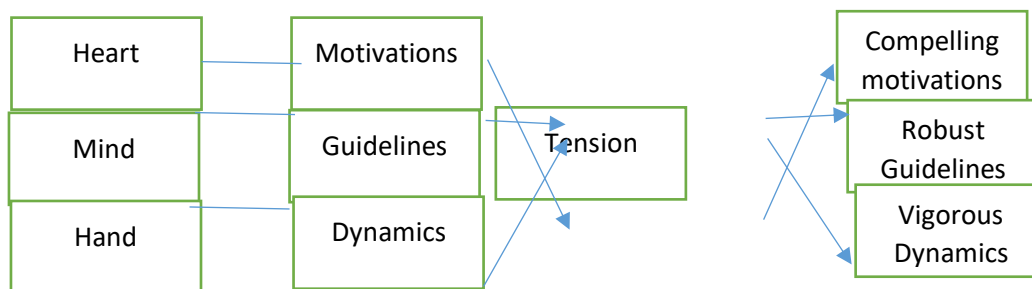 Heart
Motivations
Compelling
motivations
Mind
Guidelines
Tension
Robust
Guidelines
Hand
Dynamics
Vigorous
Dynamics